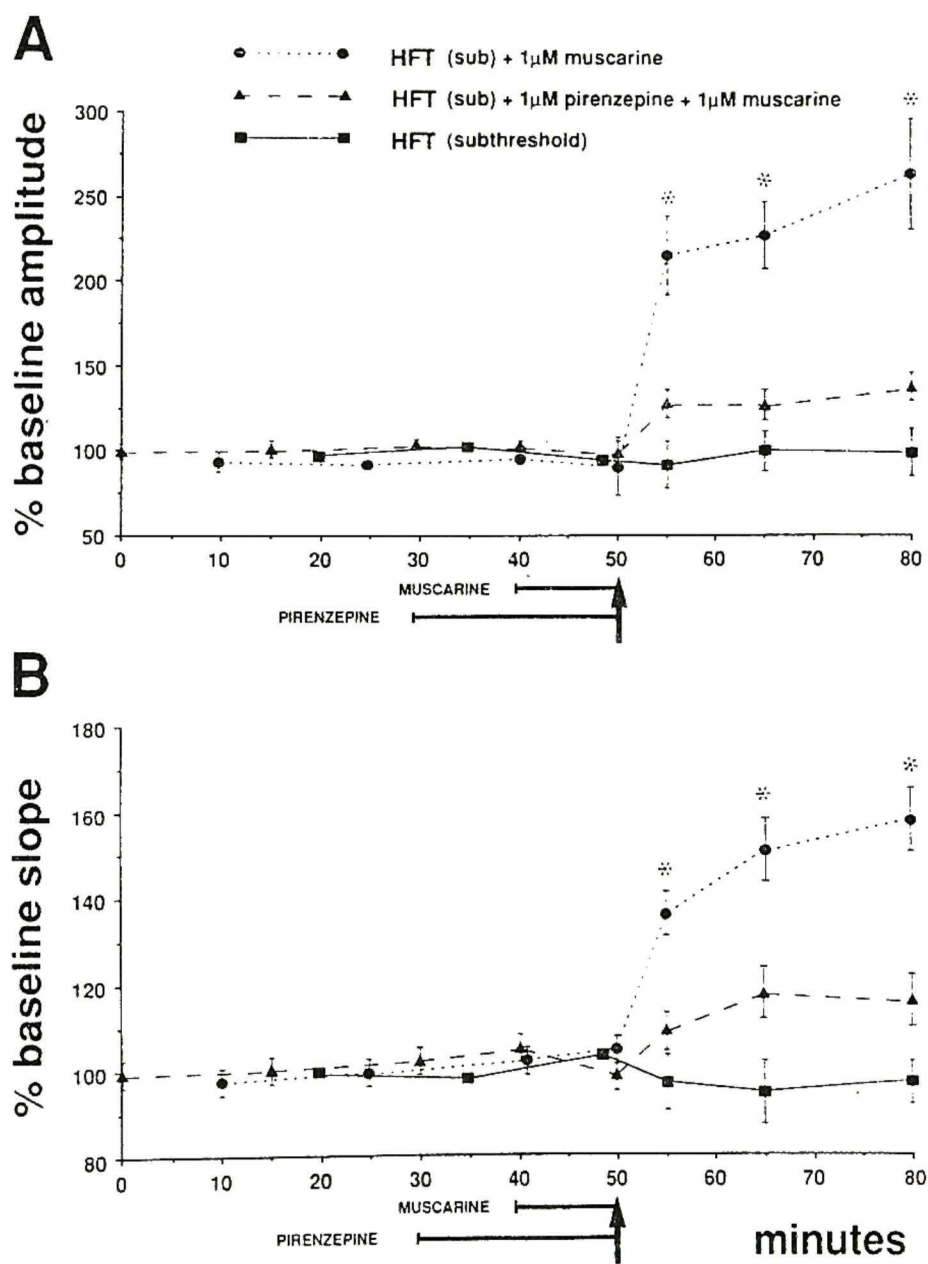 A
HFT (sub) + 1µM muscarine
HFT (sub) + 1µM pirenzepine + 1µM muscarine
HFT (subthreshold)
% baseline amplitude
300
250
200
150
100
50
0 10 20 30 40 50 60 70 80
MUSCARINE
PIRENZEPINE
B
% baseline slope
180
160
140
120
100
80
0 10 20 30 40 50 60 70 80
MUSCARINE
PIRENZEPINE
minutes